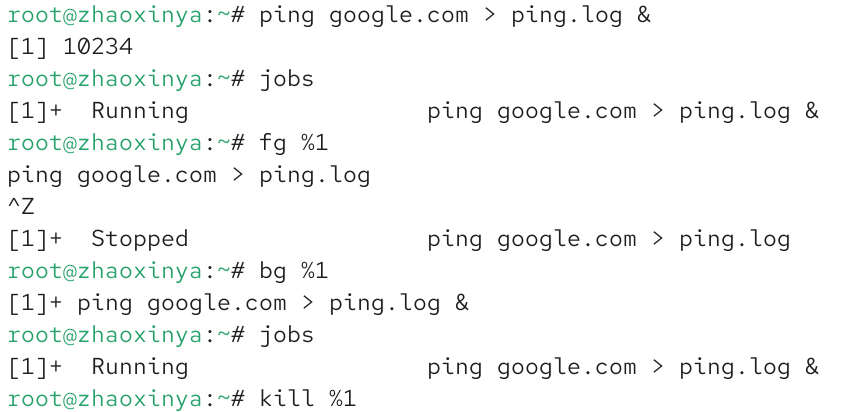 root@zhaoxinya:~# ping google.com > ping.log &
[1] 10234
root@zhaoxinya:~# jobs
[1]+  Running                 ping google.com > ping.log &
root@zhaoxinya:~# fg %1
ping google.com > ping.log
^Z
[1]+  Stopped                 ping google.com > ping.log
root@zhaoxinya:~# bg %1
[1]+ ping google.com > ping.log &
root@zhaoxinya:~# jobs
[1]+  Running                 ping google.com > ping.log &
root@zhaoxinya:~# kill %1